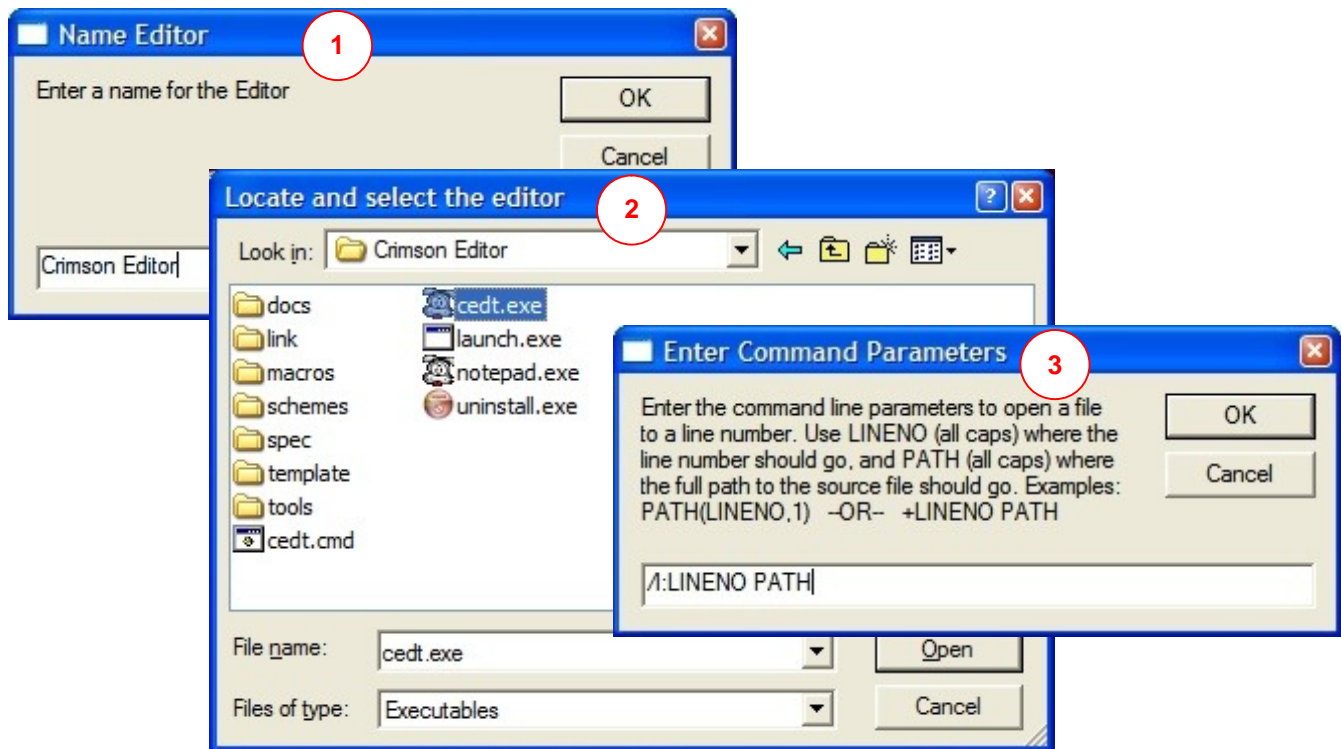 Name Editor
1
Enter a name for the Editor
OK
Cancel
Crimson Editor
Locate and select the editor
2
Look in:
Crimson Editor
docs
cedt.exe
link
launch.exe
macros
notepad.exe
schemes
uninstall.exe
spec
template
tools
cedt.cmd
File name:
cedt.exe
Open
Files of type:
Executables
Cancel
Enter Command Parameters
3
Enter the command line parameters to open a file
to a line number. Use LINENO (all caps) where the
line number should go, and PATH (all caps) where
the full path to the source file should go. Examples:
PATH(LINENO,1) --OR-- +LINENO PATH
OK
Cancel
/l:LINENO PATH